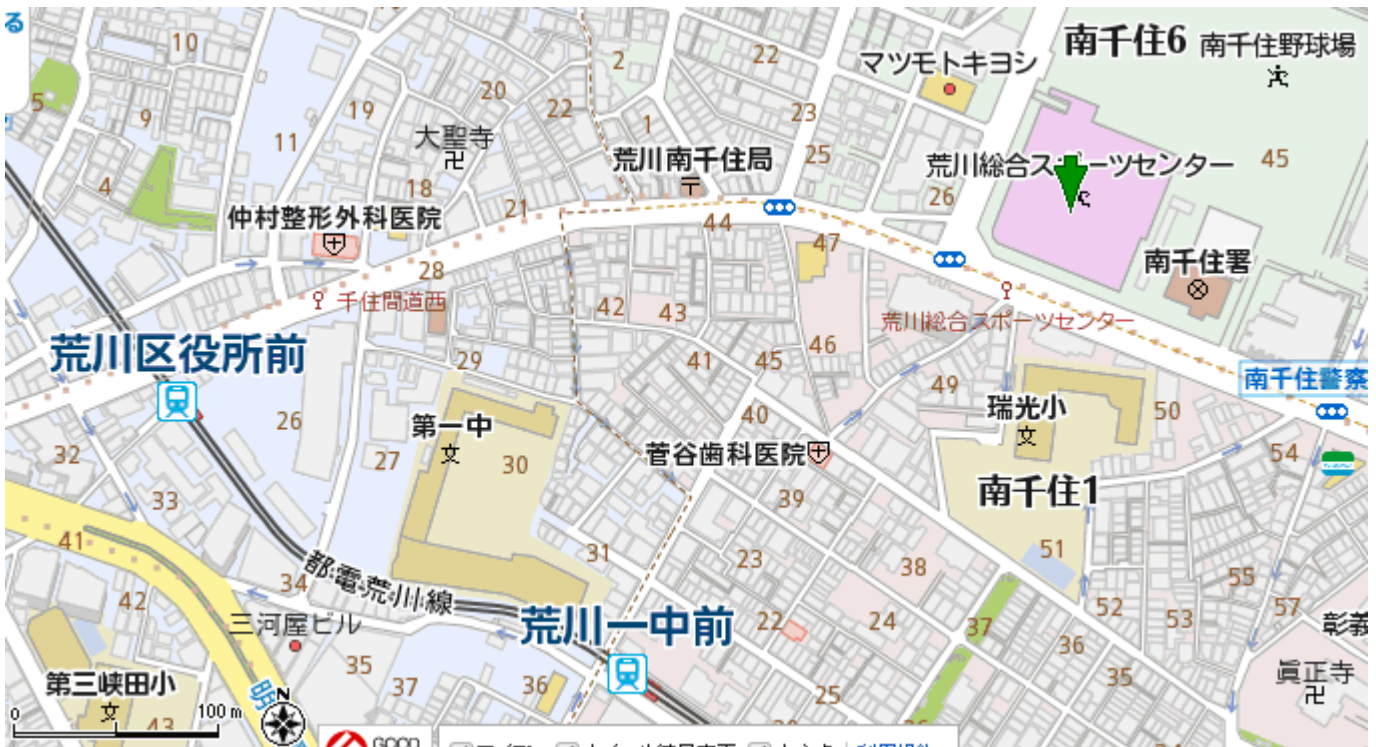 る
10
5
9
4
11
19
20
大聖寺
18
22
2
1
22
マツモトキヨシ
南千住6
南千住野球場
23
荒川南千住局
25
荒川総合スポーツセンター
45
26
仲村整形外科医院
21
44
47
28
千住間道西
42
43
南千住署
荒川総合スポーツセンター
荒川区役所前
29
41
45
46
49
南千住警察
26
第一中
40
瑞光小
50
32
27
30
菅谷歯科医院
54
33
39
南千住1
41
31
23
38
51
55
34
都電荒川線
42
三河屋ビル
荒川一中前
22
24
37
52
53
57
彰義
35
36
第三峡田小
37
36
25
35
眞正寺
明
N
0
100 m
43